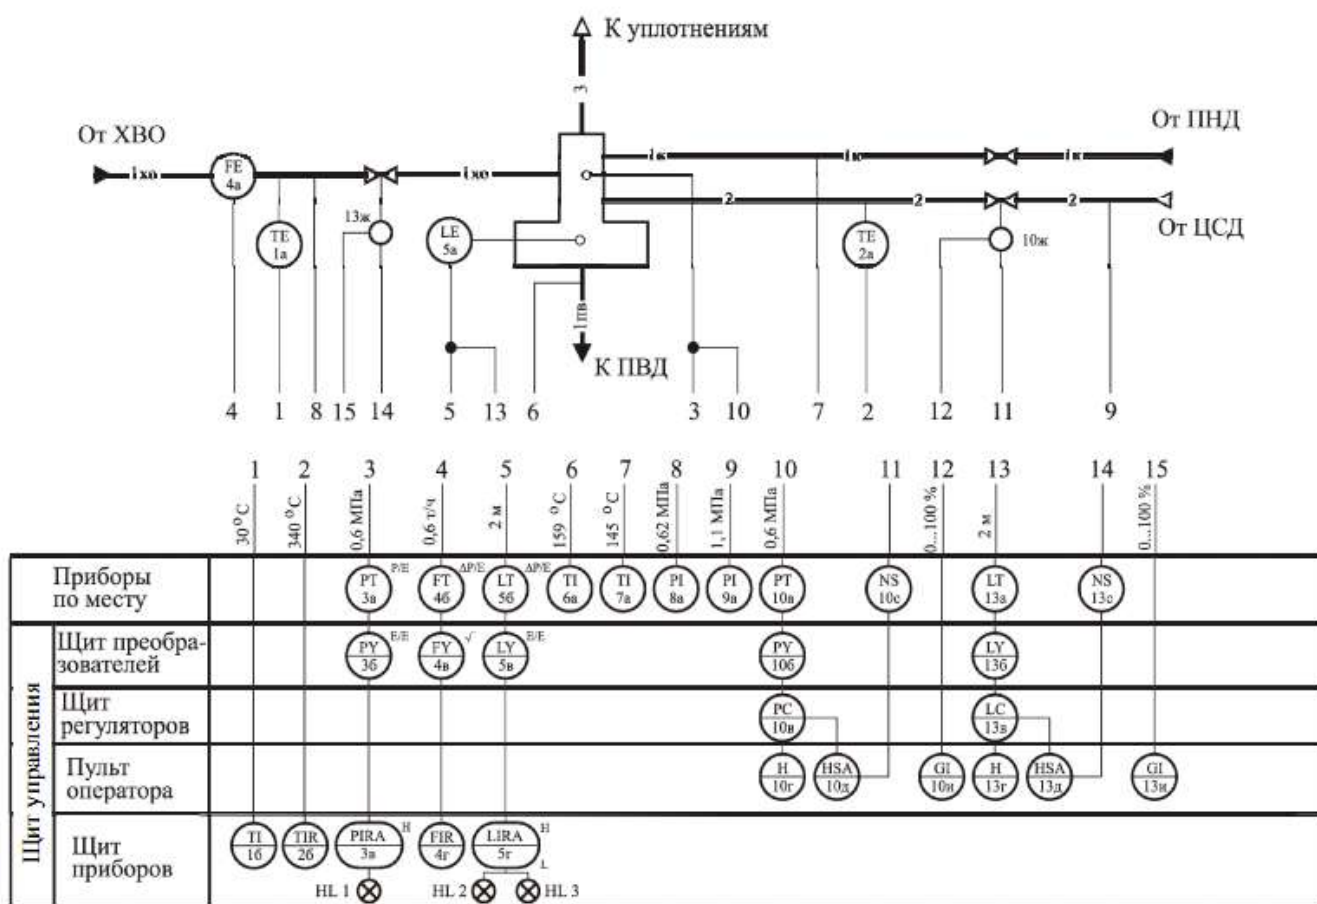 К уплотнениям
3
От ХВО
От ПНД
1хо
FE
4а
1хо
1к
1к
1к
2
2
2
От ЦСД
TE
1а
13ж
LE
5а
TE
2а
10ж
1пв
К ПВД
4 1 8 15 14 5 13 6 3 10 7 2 12 11 9
1 2 3 4 5 6 7 8 9 10 11 12 13 14 15
30 °С 340 °С 0,6 МПа 0,6 т/ч 2 м 159 °С 145 °С 0,62 МПа 1,1 МПа 0,6 МПа 0...100 % 2 м 0...100 %
Приборы
по месту
P/E ΔP/E ΔP/E
PT FT LT TI TI PI PI PT NS LT NS
3а 4б 5б 6а 7а 8а 9а 10а 10с 13а 13с
Щит управления
Щит преобра-
зователей
E/E √ E/E
PY FY LY PY LY
3б 4в 5в 10б 13б
Щит
регуляторов
PC LC
10в 13в
Пульт
оператора
H HSA GI H HSA GI
10г 10д 10и 13г 13д 13и
Щит
приборов
H H
TI TIR PIRA FIR LIRA
1б 2б 3в 4г 5г
L
HL 1 HL 2 HL 3